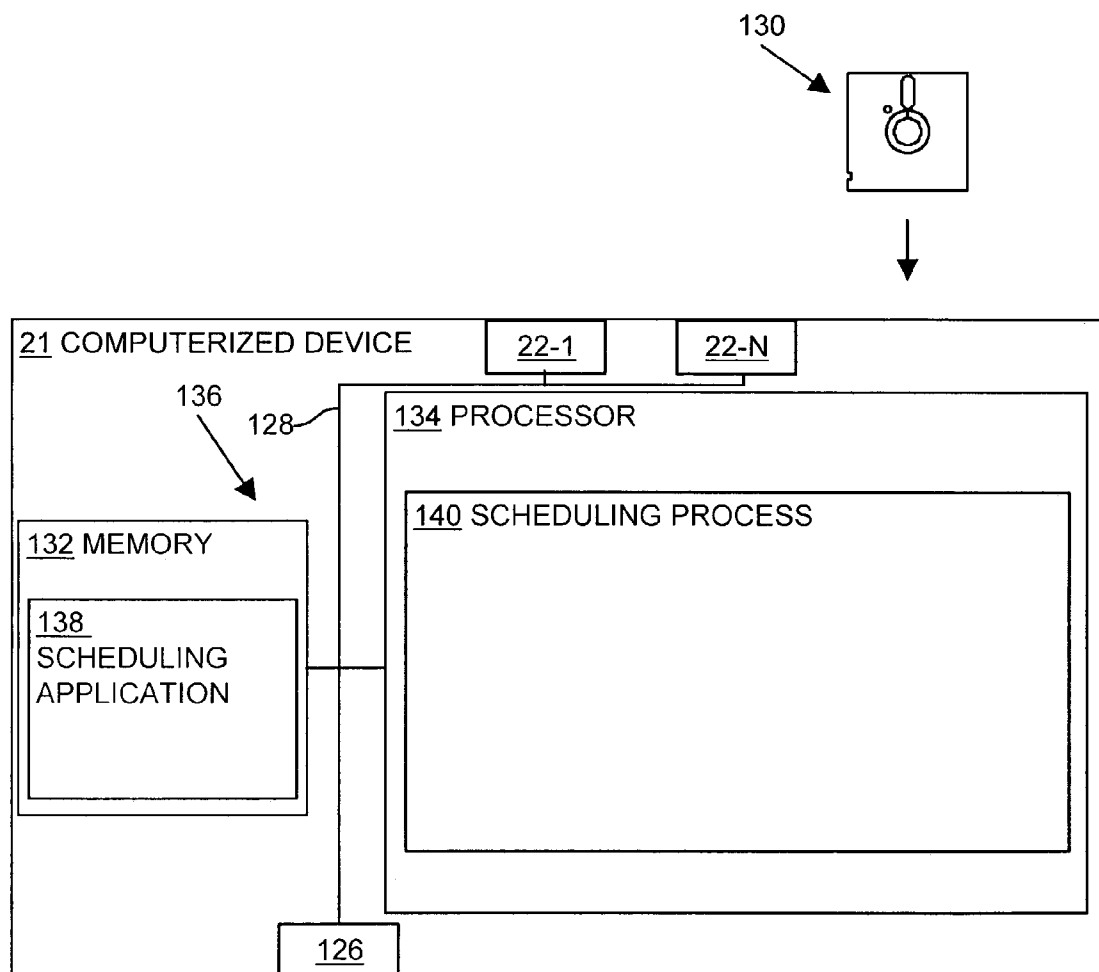 130
21 COMPUTERIZED DEVICE
22-1
22-N
136
128
134 PROCESSOR
140 SCHEDULING PROCESS
132 MEMORY
138
SCHEDULING
APPLICATION
126